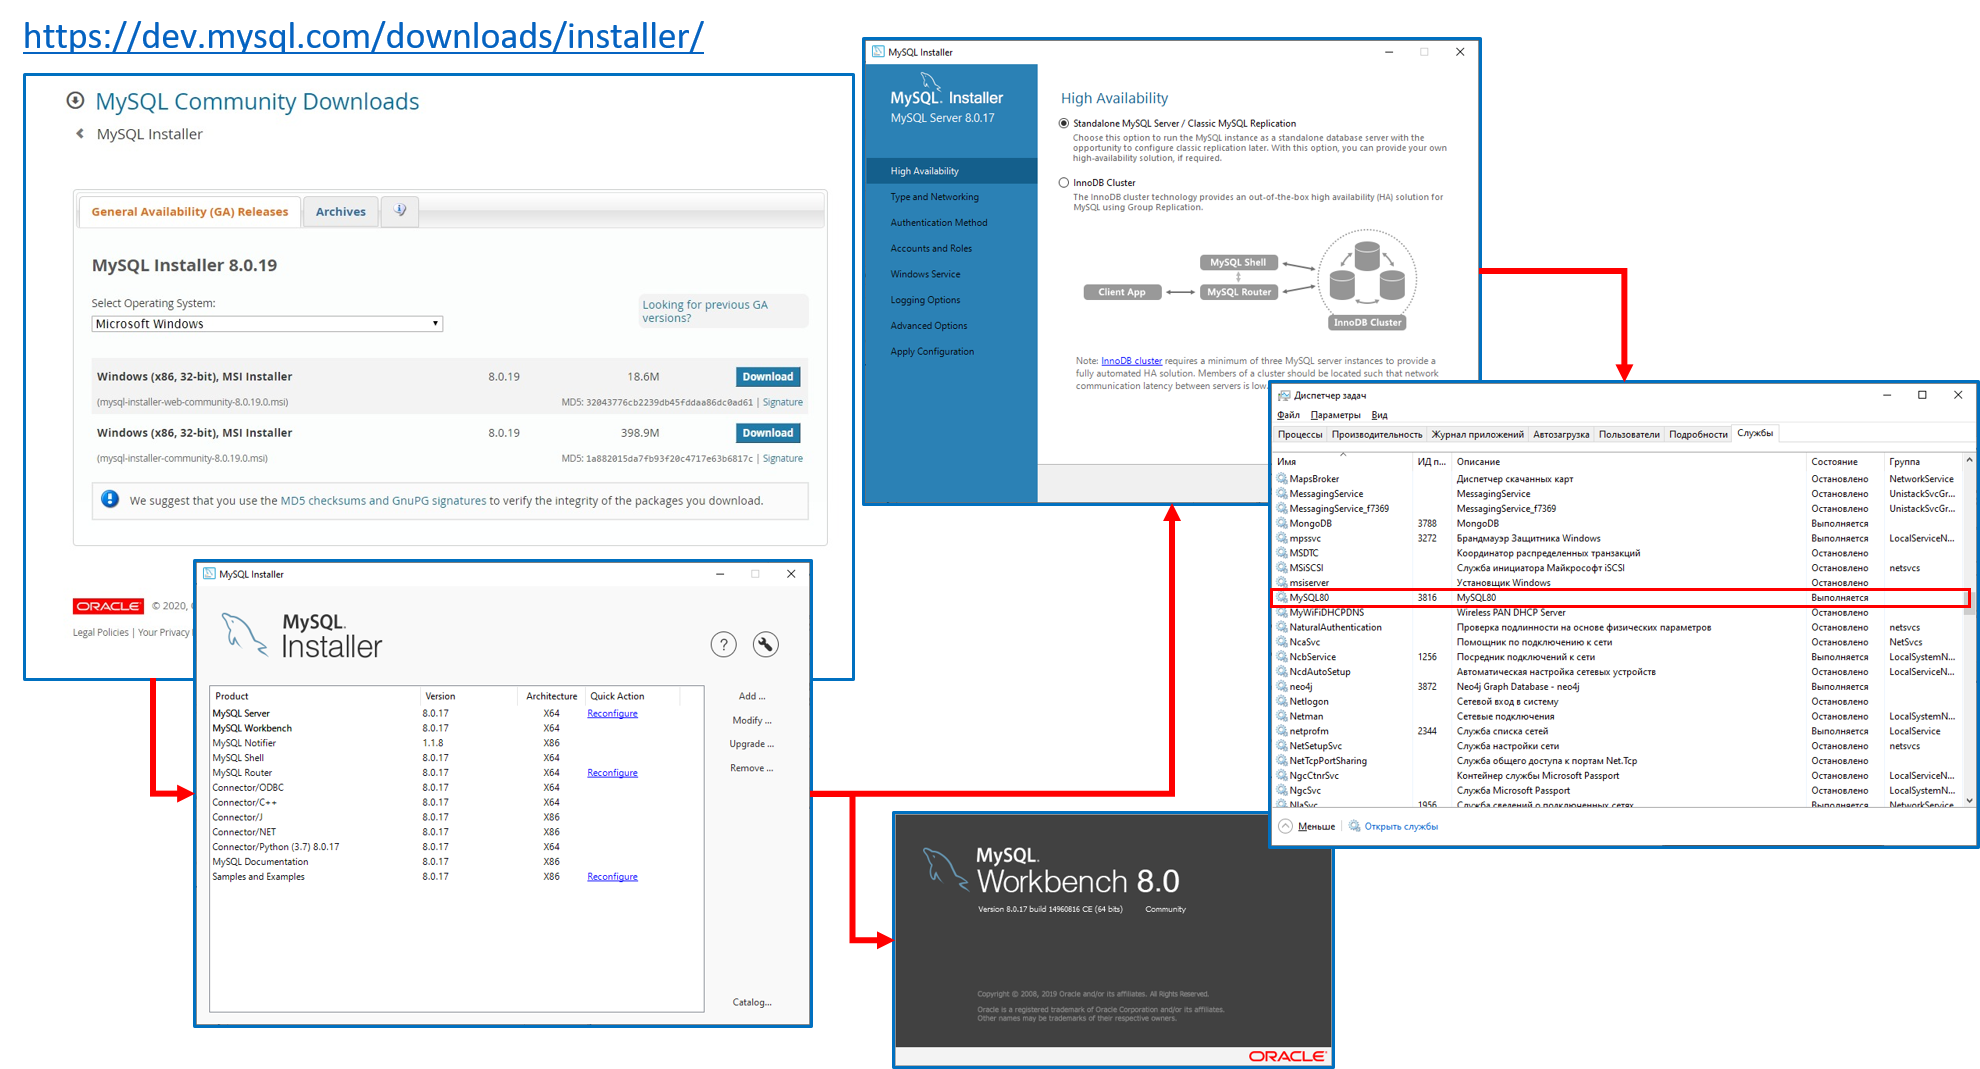 https://dev.mysql.com/downloads/installer/
MySQL Community Downloads
MySQL Installer
General Availability (GA) Releases
Archives
MySQL Installer 8.0.19
Select Operating System:
Microsoft Windows
Looking for previous GA
versions?
Windows (x86, 32-bit), MSI Installer 8.0.19 18.6M Download
(mysql-installer-web-community-8.0.19.0.msi) MD5: 32043776cb2239db45fddaa86dc0ad61 | Signature
Windows (x86, 32-bit), MSI Installer 8.0.19 398.9M Download
(mysql-installer-community-8.0.19.0.msi) MD5: 1a882015da7fb93f20c4717e63b6817c | Signature
We suggest that you use the MD5 checksums and GnuPG signatures to verify the integrity of the packages you download.
ORACLE © 2020,
Legal Policies | Your Privacy
MySQL Installer
MySQL.
Installer
?
Product Version Architecture Quick Action
MySQL Server 8.0.17 X64 Reconfigure
MySQL Workbench 8.0.17 X64
MySQL Notifier 1.1.8 X86
MySQL Shell 8.0.17 X64
MySQL Router 8.0.17 X64 Reconfigure
Connector/ODBC 8.0.17 X64
Connector/C++ 8.0.17 X64
Connector/J 8.0.17 X86
Connector/NET 8.0.17 X86
Connector/Python (3.7) 8.0.17 8.0.17 X64
MySQL Documentation 8.0.17 X86
Samples and Examples 8.0.17 X86 Reconfigure
Add ...
Modify ...
Upgrade ...
Remove ...
Catalog...
MySQL Installer
MySQL. Installer
MySQL Server 8.0.17
High Availability
Type and Networking
Authentication Method
Accounts and Roles
Windows Service
Logging Options
Advanced Options
Apply Configuration
High Availability
Standalone MySQL Server / Classic MySQL Replication
Choose this option to run the MySQL instance as a standalone database server with the
opportunity to configure classic replication later. With this option, you can provide your own
high-availability solution, if required.
InnoDB Cluster
The InnoDB cluster technology provides an out-of-the-box high availability (HA) solution for
MySQL using Group Replication.
MySQL Shell
Client App
MySQL Router
InnoDB Cluster
Note: InnoDB cluster requires a minimum of three MySQL server instances to provide a
fully automated HA solution. Members of a cluster should be located such that network
communication latency between servers is low.
Диспетчер задач
Файл Параметры Вид
Процессы Производительность Журнал приложений Автозагрузка Пользователи Подробности Службы
Имя ИД п... Описание Состояние Группа
MapsBroker Диспетчер скачанных карт Остановлено NetworkService
MessagingService MessagingService Остановлено UnistackSvcGr...
MessagingService_f7369 MessagingService_f7369 Остановлено UnistackSvcGr...
MongoDB 3788 MongoDB Выполняется
mpssvc 3272 Брандмауэр Защитника Windows Выполняется LocalServiceN...
MSDTC Координатор распределенных транзакций Остановлено
MSiSCSI Служба инициатора Майкрософт iSCSI Остановлено netsvcs
msiserver Установщик Windows Остановлено
MySQL80 3816 MySQL80 Выполняется
MyWiFiDHCPDNS Wireless PAN DHCP Server Остановлено
NaturalAuthentication Проверка подлинности на основе физических параметров Остановлено netsvcs
NcaSvc Помощник по подключению к сети Остановлено NetSvcs
NcbService 1256 Посредник подключений к сети Выполняется LocalSystemN...
NcdAutoSetup Автоматическая настройка сетевых устройств Остановлено LocalServiceN...
neo4j 3872 Neo4j Graph Database - neo4j Выполняется
Netlogon Сетевой вход в систему Остановлено
Netman Сетевые подключения Остановлено LocalSystemN...
netprofm 2344 Служба списка сетей Выполняется LocalService
NetSetupSvc Служба настройки сети Остановлено netsvcs
NetTcpPortSharing Служба общего доступа к портам Net.Tcp Остановлено
NgcCtnrSvc Контейнер службы Microsoft Passport Остановлено LocalServiceN...
NgcSvc Служба Microsoft Passport Остановлено LocalSystemN...
NlaSvc 1956 Служба сведений о подключенных сетях Выполняется NetworkService
Меньше Открыть службы
MySQL.
Workbench 8.0
Version 8.0.17 build 14960816 CE (64 bits) Community
Copyright © 2008, 2019 Oracle and/or its affiliates. All Rights Reserved.
Oracle is a registered trademark of Oracle Corporation and/or its affiliates.
Other names may be trademarks of their respective owners.
ORACLE